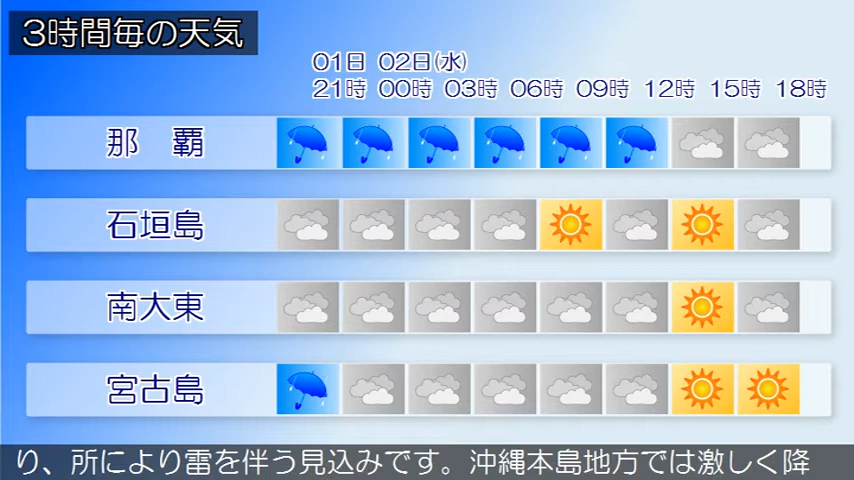 3時間毎の天気
01日 02日(水)
21時 00時 03時 06時 09時 12時 15時 18時
那　覇
石垣島
南大東
宮古島
り、所により雷を伴う見込みです。沖縄本島地方では激しく降